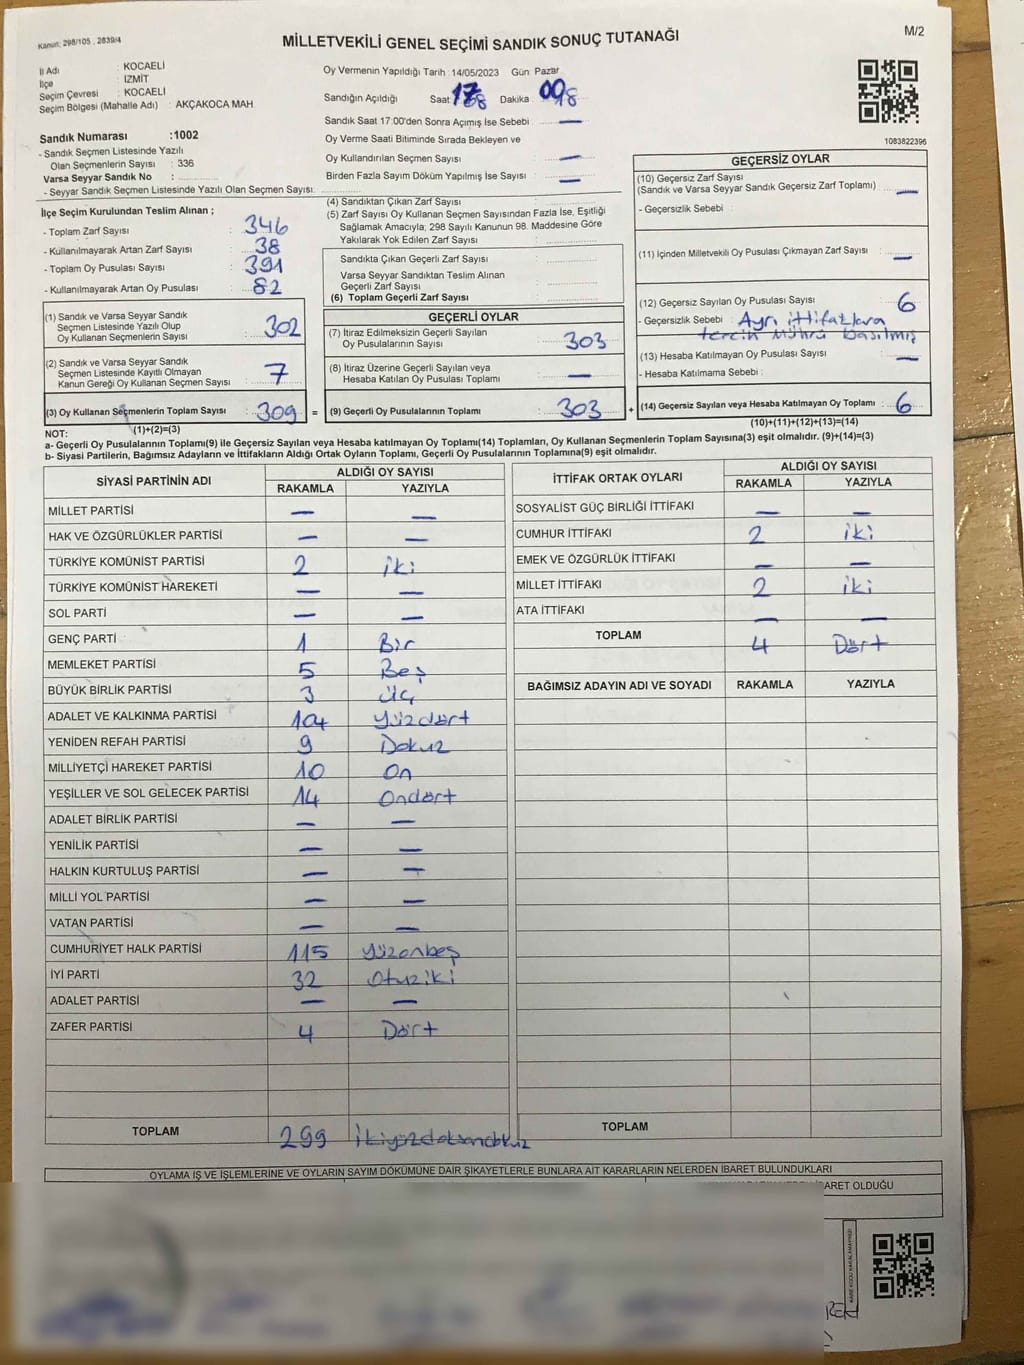 Kanun; 298/105 , 2839/4
MİLLETVEKİLİ GENEL SEÇİMİ SANDIK SONUÇ TUTANAĞI
M/2
İl Adı : KOCAELİ
İlçe : İZMİT
Seçim Çevresi : KOCAELİ
Seçim Bölgesi (Mahalle Adı) : AKÇAKOCA MAH.
Sandık Numarası :1002
- Sandık Seçmen Listesinde Yazılı
Olan Seçmenlerin Sayısı : 336
Varsa Seyyar Sandık No :
- Seyyar Sandık Seçmen Listesinde Yazılı Olan Seçmen Sayısı:
Oy Vermenin Yapıldığı Tarih : 14/05/2023 Gün: Pazar
Sandığın Açıldığı Saat : Dakika :
Sandık Saat 17:00'den Sonra Açımış İse Sebebi : —
Oy Verme Saati Bitiminde Sırada Bekleyen ve
Oy Kullandırılan Seçmen Sayısı : —
Birden Fazla Sayım Döküm Yapılmış İse Sayısı : —
1083822396
İlçe Seçim Kurulundan Teslim Alınan ;
- Toplam Zarf Sayısı : 346
- Kullanılmayarak Artan Zarf Sayısı : 38
- Toplam Oy Pusulası Sayısı : 391
- Kullanılmayarak Artan Oy Pusulası : 82
(1) Sandık ve Varsa Seyyar Sandık
Seçmen Listesinde Yazılı Olup
Oy Kullanan Seçmenlerin Sayısı : 302
(2) Sandık ve Varsa Seyyar Sandık
Seçmen Listesinde Kayıtlı Olmayan
Kanun Gereği Oy Kullanan Seçmen Sayısı : 7
(3) Oy Kullanan Seçmenlerin Toplam Sayısı : 309 =
(1)+(2)=(3)
(4) Sandıktan Çıkan Zarf Sayısı :
(5) Zarf Sayısı Oy Kullanan Seçmen Sayısından Fazla İse, Eşitliği
Sağlamak Amacıyla; 298 Sayılı Kanunun 98. Maddesine Göre
Yakılarak Yok Edilen Zarf Sayısı :
Sandıkta Çıkan Geçerli Zarf Sayısı :
Varsa Seyyar Sandıktan Teslim Alınan
Geçerli Zarf Sayısı :
(6) Toplam Geçerli Zarf Sayısı :
GEÇERLİ OYLAR
(7) İtiraz Edilmeksizin Geçerli Sayılan
Oy Pusulalarının Sayısı : 303
(8) İtiraz Üzerine Geçerli Sayılan veya
Hesaba Katılan Oy Pusulası Toplamı : —
(9) Geçerli Oy Pusulalarının Toplamı : 303 +
GEÇERSİZ OYLAR
(10) Geçersiz Zarf Sayısı
(Sandık ve Varsa Seyyar Sandık Geçersiz Zarf Toplamı) : —
- Geçersizlik Sebebi :
(11) İçinden Milletvekili Oy Pusulası Çıkmayan Zarf Sayısı : —
(12) Geçersiz Sayılan Oy Pusulası Sayısı : 6
- Geçersizlik Sebebi : Ayrı ittifaklara
tercih Mührü basılmış
(13) Hesaba Katılmayan Oy Pusulası Sayısı : —
- Hesaba Katılmama Sebebi :
(14) Geçersiz Sayılan veya Hesaba Katılmayan Oy Toplamı : 6
(10)+(11)+(12)+(13)=(14)
NOT:
a- Geçerli Oy Pusulalarının Toplamı(9) ile Geçersiz Sayılan veya Hesaba katılmayan Oy Toplamı(14) Toplamları, Oy Kullanan Seçmenlerin Toplam Sayısına(3) eşit olmalıdır. (9)+(14)=(3)
b- Siyasi Partilerin, Bağımsız Adayların ve İttifakların Aldığı Ortak Oyların Toplamı, Geçerli Oy Pusulalarının Toplamına(9) eşit olmalıdır.
SİYASİ PARTİNİN ADI ALDIĞI OY SAYISI
RAKAMLA YAZIYLA
MİLLET PARTİSİ — —
HAK VE ÖZGÜRLÜKLER PARTİSİ — —
TÜRKİYE KOMÜNİST PARTİSİ 2 iki
TÜRKİYE KOMÜNİST HAREKETİ — —
SOL PARTİ — —
GENÇ PARTİ 1 Bir
MEMLEKET PARTİSİ 5 Beş
BÜYÜK BİRLİK PARTİSİ 3 üç
ADALET VE KALKINMA PARTİSİ 104 Yüzdört
YENİDEN REFAH PARTİSİ 9 Dokuz
MİLLİYETÇİ HAREKET PARTİSİ 10 On
YEŞİLLER VE SOL GELECEK PARTİSİ 14 Ondört
ADALET BİRLİK PARTİSİ — —
YENİLİK PARTİSİ — —
HALKIN KURTULUŞ PARTİSİ — —
MİLLİ YOL PARTİSİ — —
VATAN PARTİSİ — —
CUMHURİYET HALK PARTİSİ 115 yüzonbeş
İYİ PARTİ 32 Otuziki
ADALET PARTİSİ — —
ZAFER PARTİSİ 4 Dört
TOPLAM 299 ikiyüzdoksandokuz
İTTİFAK ORTAK OYLARI ALDIĞI OY SAYISI
RAKAMLA YAZIYLA
SOSYALİST GÜÇ BİRLİĞİ İTTİFAKI — —
CUMHUR İTTİFAKI 2 iki
EMEK VE ÖZGÜRLÜK İTTİFAKI — —
MİLLET İTTİFAKI 2 iki
ATA İTTİFAKI — —
TOPLAM 4 Dört
BAĞIMSIZ ADAYIN ADI VE SOYADI RAKAMLA YAZIYLA
TOPLAM
OYLAMA İŞ VE İŞLEMLERİNE VE OYLARIN SAYIM DÖKÜMÜNE DAİR ŞİKAYETLERLE BUNLARA AİT KARARLARIN NELERDEN İBARET BULUNDUKLARI
BARET OLDUĞU